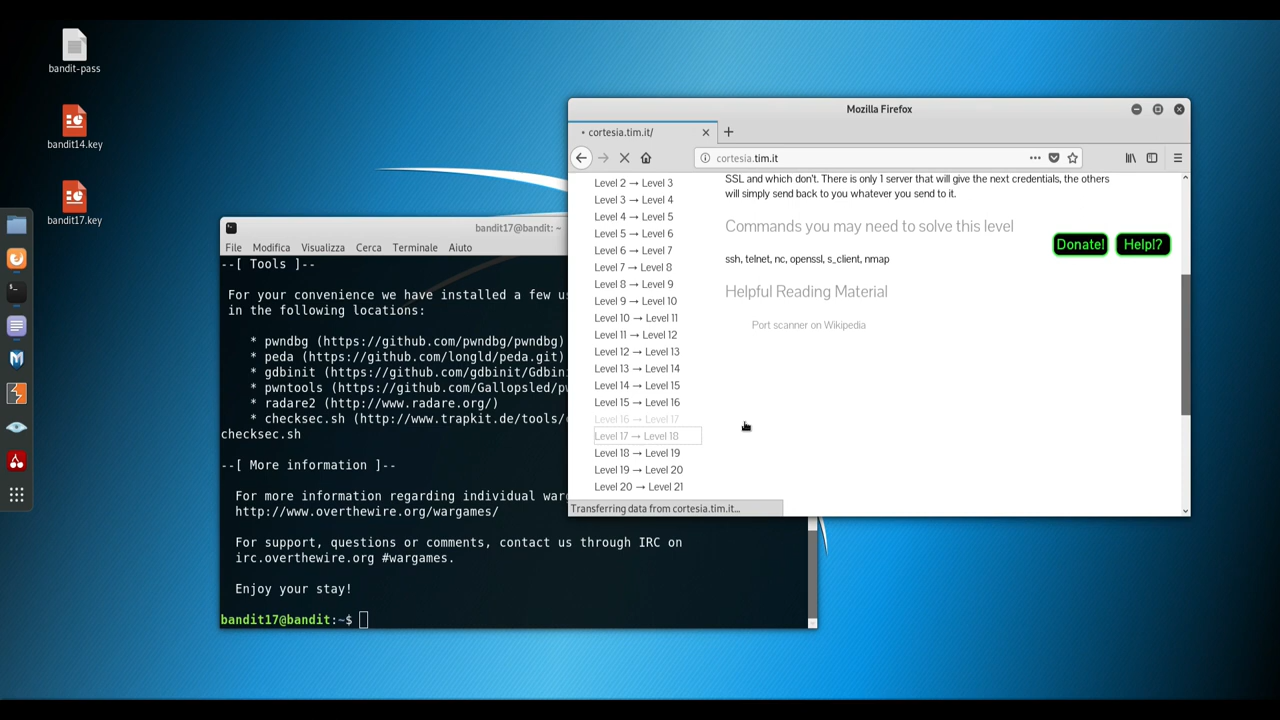 bandit-pass
bandit14.key
bandit17.key
bandit17@bandit: ~
File Modifica Visualizza Cerca Terminale Aiuto
--[ Tools ]--
For your convenience we have installed a few us
in the following locations:
* pwndbg (https://github.com/pwndbg/pwndbg)
* peda (https://github.com/longld/peda.git)
* gdbinit (https://github.com/gdbinit/Gdbin
* pwntools (https://github.com/Gallopsled/pw
* radare2 (http://www.radare.org/)
* checksec.sh (http://www.trapkit.de/tools/c
checksec.sh
--[ More information ]--
For more information regarding individual war
http://www.overthewire.org/wargames/
For support, questions or comments, contact us through IRC on
irc.overthewire.org #wargames.
Enjoy your stay!
bandit17@bandit:~$
Mozilla Firefox
cortesia.tim.it/
cortesia.tim.it
Level 2 → Level 3
Level 3 → Level 4
Level 4 → Level 5
Level 5 → Level 6
Level 6 → Level 7
Level 7 → Level 8
Level 8 → Level 9
Level 9 → Level 10
Level 10 → Level 11
Level 11 → Level 12
Level 12 → Level 13
Level 13 → Level 14
Level 14 → Level 15
Level 15 → Level 16
Level 16 → Level 17
Level 17 → Level 18
Level 18 → Level 19
Level 19 → Level 20
Level 20 → Level 21
SSL and which don't. There is only 1 server that will give the next credentials, the others
will simply send back to you whatever you send to it.
Commands you may need to solve this level
Donate! Help!?
ssh, telnet, nc, openssl, s_client, nmap
Helpful Reading Material
Port scanner on Wikipedia
Transferring data from cortesia.tim.it...